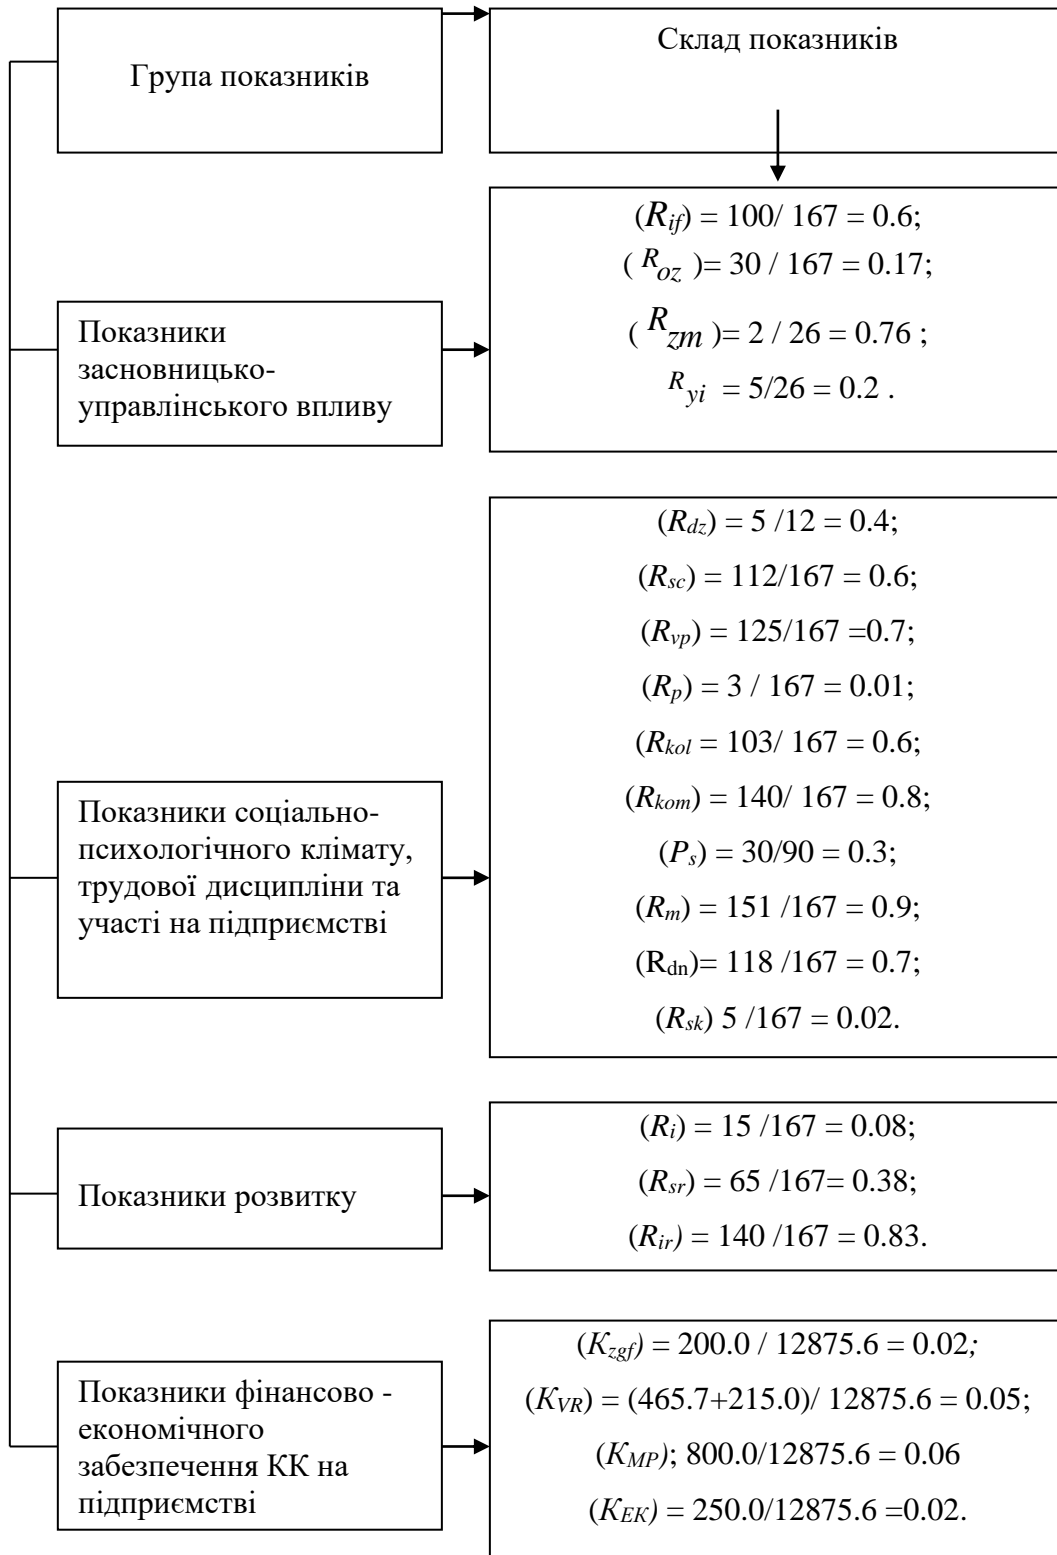 Група показників
Склад показників
Показники
засновницько-
управлінського впливу
(R_if) = 100/ 167 = 0.6;
( R_oz )= 30 / 167 = 0.17;
( R_zm )= 2 / 26 = 0.76 ;
R_yi = 5/26 = 0.2 .
Показники соціально-
психологічного клімату,
трудової дисципліни та
участі на підприємстві
(R_dz) = 5 /12 = 0.4;
(R_sc) = 112/167 = 0.6;
(R_vp) = 125/167 =0.7;
(R_p) = 3 / 167 = 0.01;
(R_kol = 103/ 167 = 0.6;
(R_kom) = 140/ 167 = 0.8;
(P_s) = 30/90 = 0.3;
(R_m) = 151 /167 = 0.9;
(R_dn)= 118 /167 = 0.7;
(R_sk) 5 /167 = 0.02.
Показники розвитку
(R_i) = 15 /167 = 0.08;
(R_sr) = 65 /167= 0.38;
(R_ir) = 140 /167 = 0.83.
Показники фінансово -
економічного
забезпечення КК на
підприємстві
(K_zgf) = 200.0 / 12875.6 = 0.02;
(K_VR) = (465.7+215.0)/ 12875.6 = 0.05;
(K_MP); 800.0/12875.6 = 0.06
(K_EK) = 250.0/12875.6 =0.02.